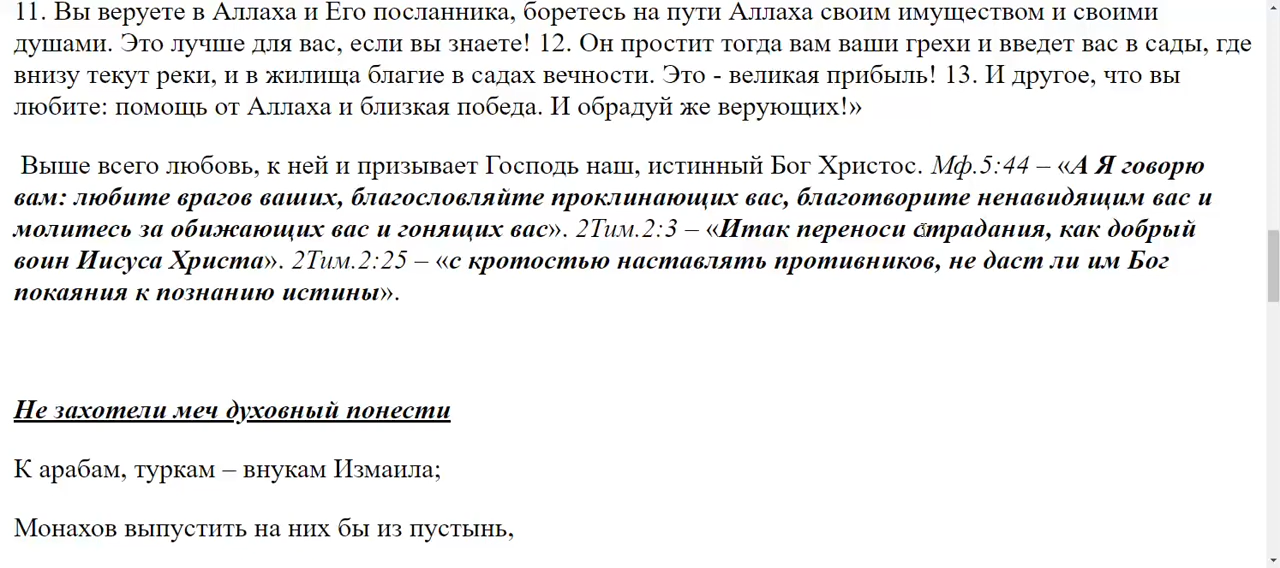 11. Вы веруете в Аллаха и Его посланника, боретесь на пути Аллаха своим имуществом и своими
душами. Это лучше для вас, если вы знаете! 12. Он простит тогда вам ваши грехи и введет вас в сады, где
внизу текут реки, и в жилища благие в садах вечности. Это - великая прибыль! 13. И другое, что вы
любите: помощь от Аллаха и близкая победа. И обрадуй же верующих!»
Выше всего любовь, к ней и призывает Господь наш, истинный Бог Христос. Мф.5:44 – «А Я говорю
вам: любите врагов ваших, благословляйте проклинающих вас, благотворите ненавидящим вас и
молитесь за обижающих вас и гонящих вас». 2Тим.2:3 – «Итак переноси страдания, как добрый
воин Иисуса Христа». 2Тим.2:25 – «с кротостью наставлять противников, не даст ли им Бог
покаяния к познанию истины».
Не захотели меч духовный понести
К арабам, туркам – внукам Измаила;
Монахов выпустить на них бы из пустынь,